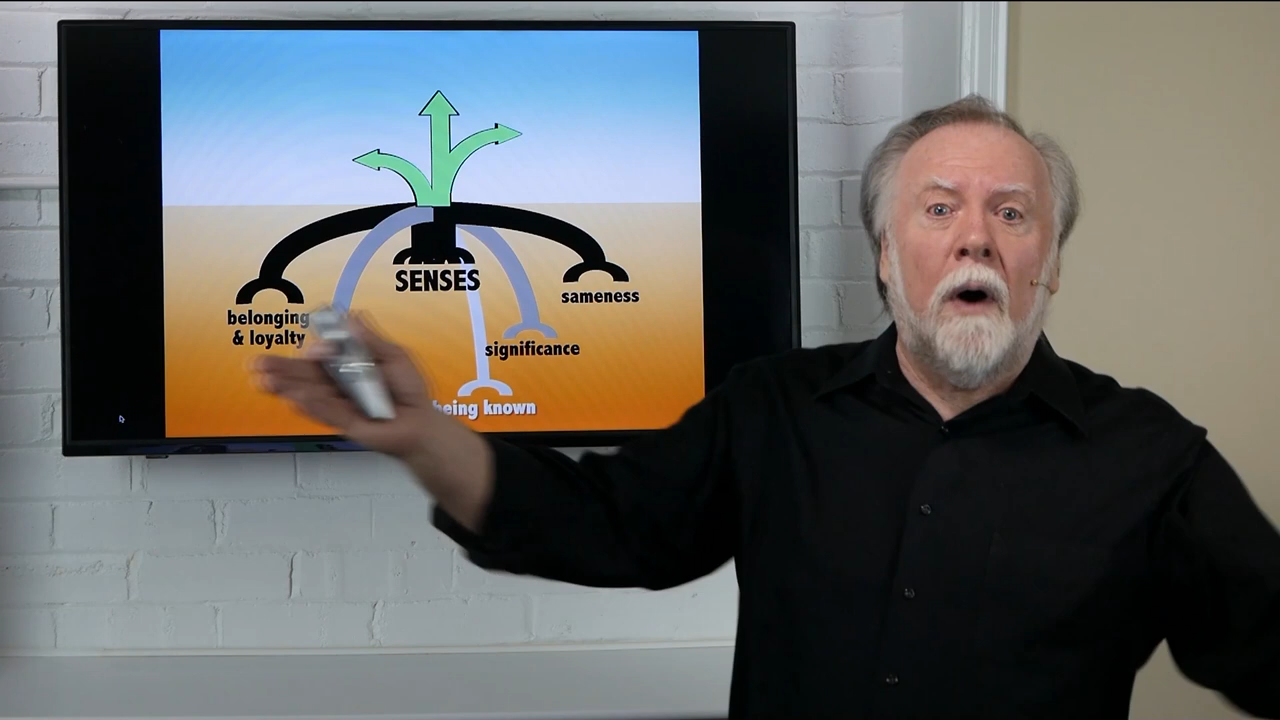 SENSES
sameness
belonging
& loyalty
significance
being known